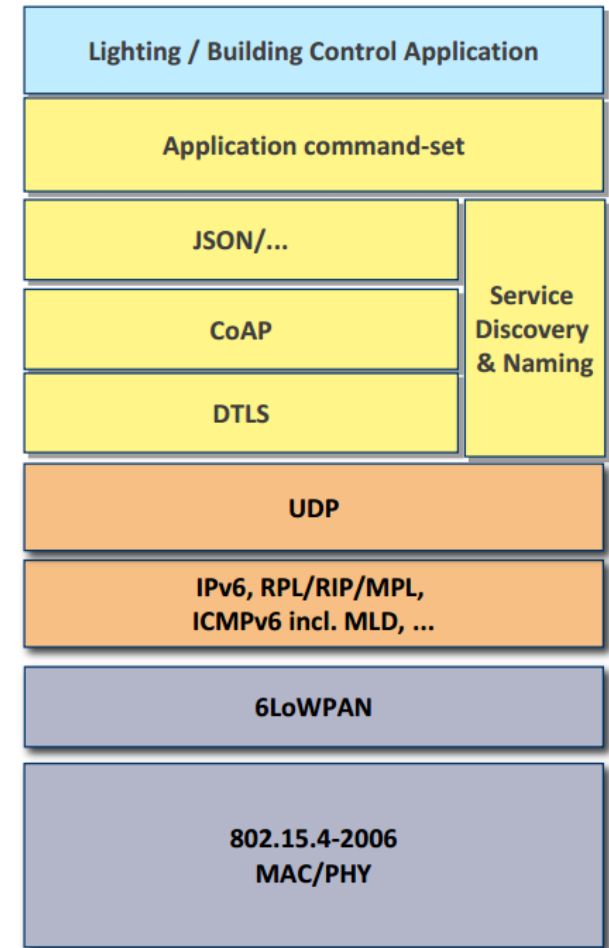 Lighting / Building Control Application
Application command-set
JSON/...
CoAP
DTLS
Service
Discovery
& Naming
UDP
IPv6, RPL/RIP/MPL,
ICMPv6 incl. MLD, ...
6LoWPAN
802.15.4-2006
MAC/PHY